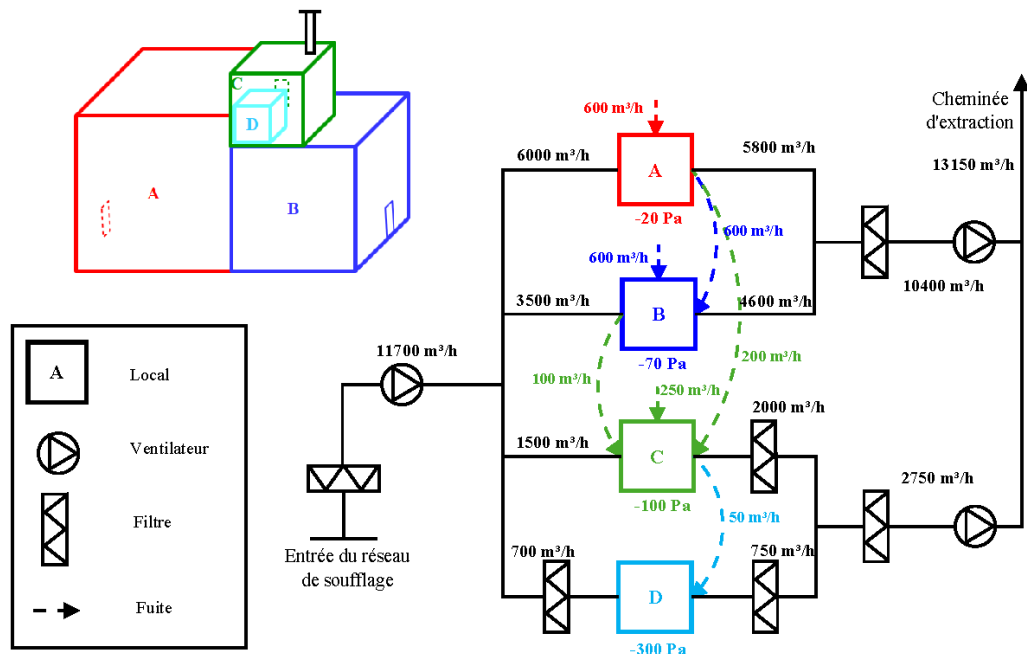 C
D
A
B
A
Local
Ventilateur
Filtre
Fuite
11700 m³/h
Entrée du réseau
de soufflage
600 m³/h
6000 m³/h
A
5800 m³/h
-20 Pa
600 m³/h
600 m³/h
3500 m³/h
B
4600 m³/h
-70 Pa
200 m³/h
100 m³/h
250 m³/h
2000 m³/h
1500 m³/h
C
-100 Pa
50 m³/h
700 m³/h
750 m³/h
D
-300 Pa
Cheminée
d'extraction
13150 m³/h
10400 m³/h
2750 m³/h